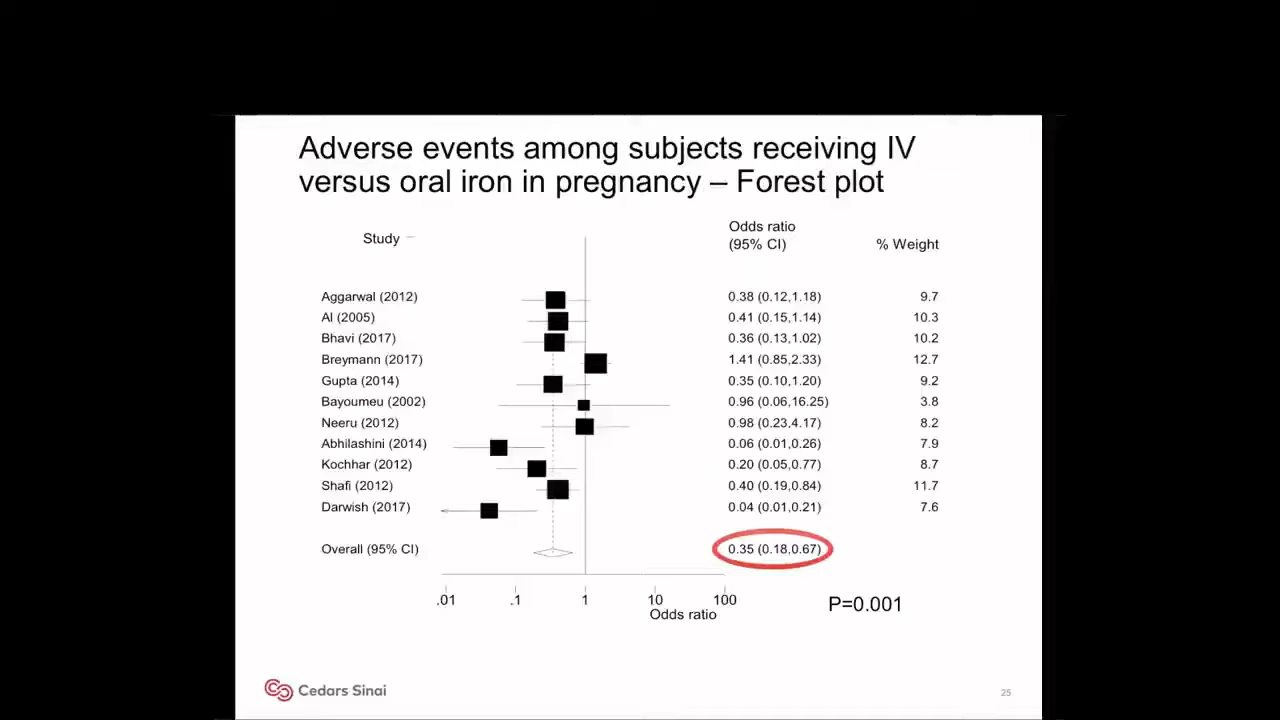 Adverse events among subjects receiving IV
versus oral iron in pregnancy – Forest plot
Study
Odds ratio
(95% CI)
% Weight
Aggarwal (2012) 0.38 (0.12,1.18) 9.7
Al (2005) 0.41 (0.15,1.14) 10.3
Bhavi (2017) 0.36 (0.13,1.02) 10.2
Breymann (2017) 1.41 (0.85,2.33) 12.7
Gupta (2014) 0.35 (0.10,1.20) 9.2
Bayoumeu (2002) 0.96 (0.06,16.25) 3.8
Neeru (2012) 0.98 (0.23,4.17) 8.2
Abhilashini (2014) 0.06 (0.01,0.26) 7.9
Kochhar (2012) 0.20 (0.05,0.77) 8.7
Shafi (2012) 0.40 (0.19,0.84) 11.7
Darwish (2017) 0.04 (0.01,0.21) 7.6
Overall (95% CI) 0.35 (0.18,0.67)
.01 .1 1 10 100
Odds ratio
P=0.001
Cedars Sinai
25